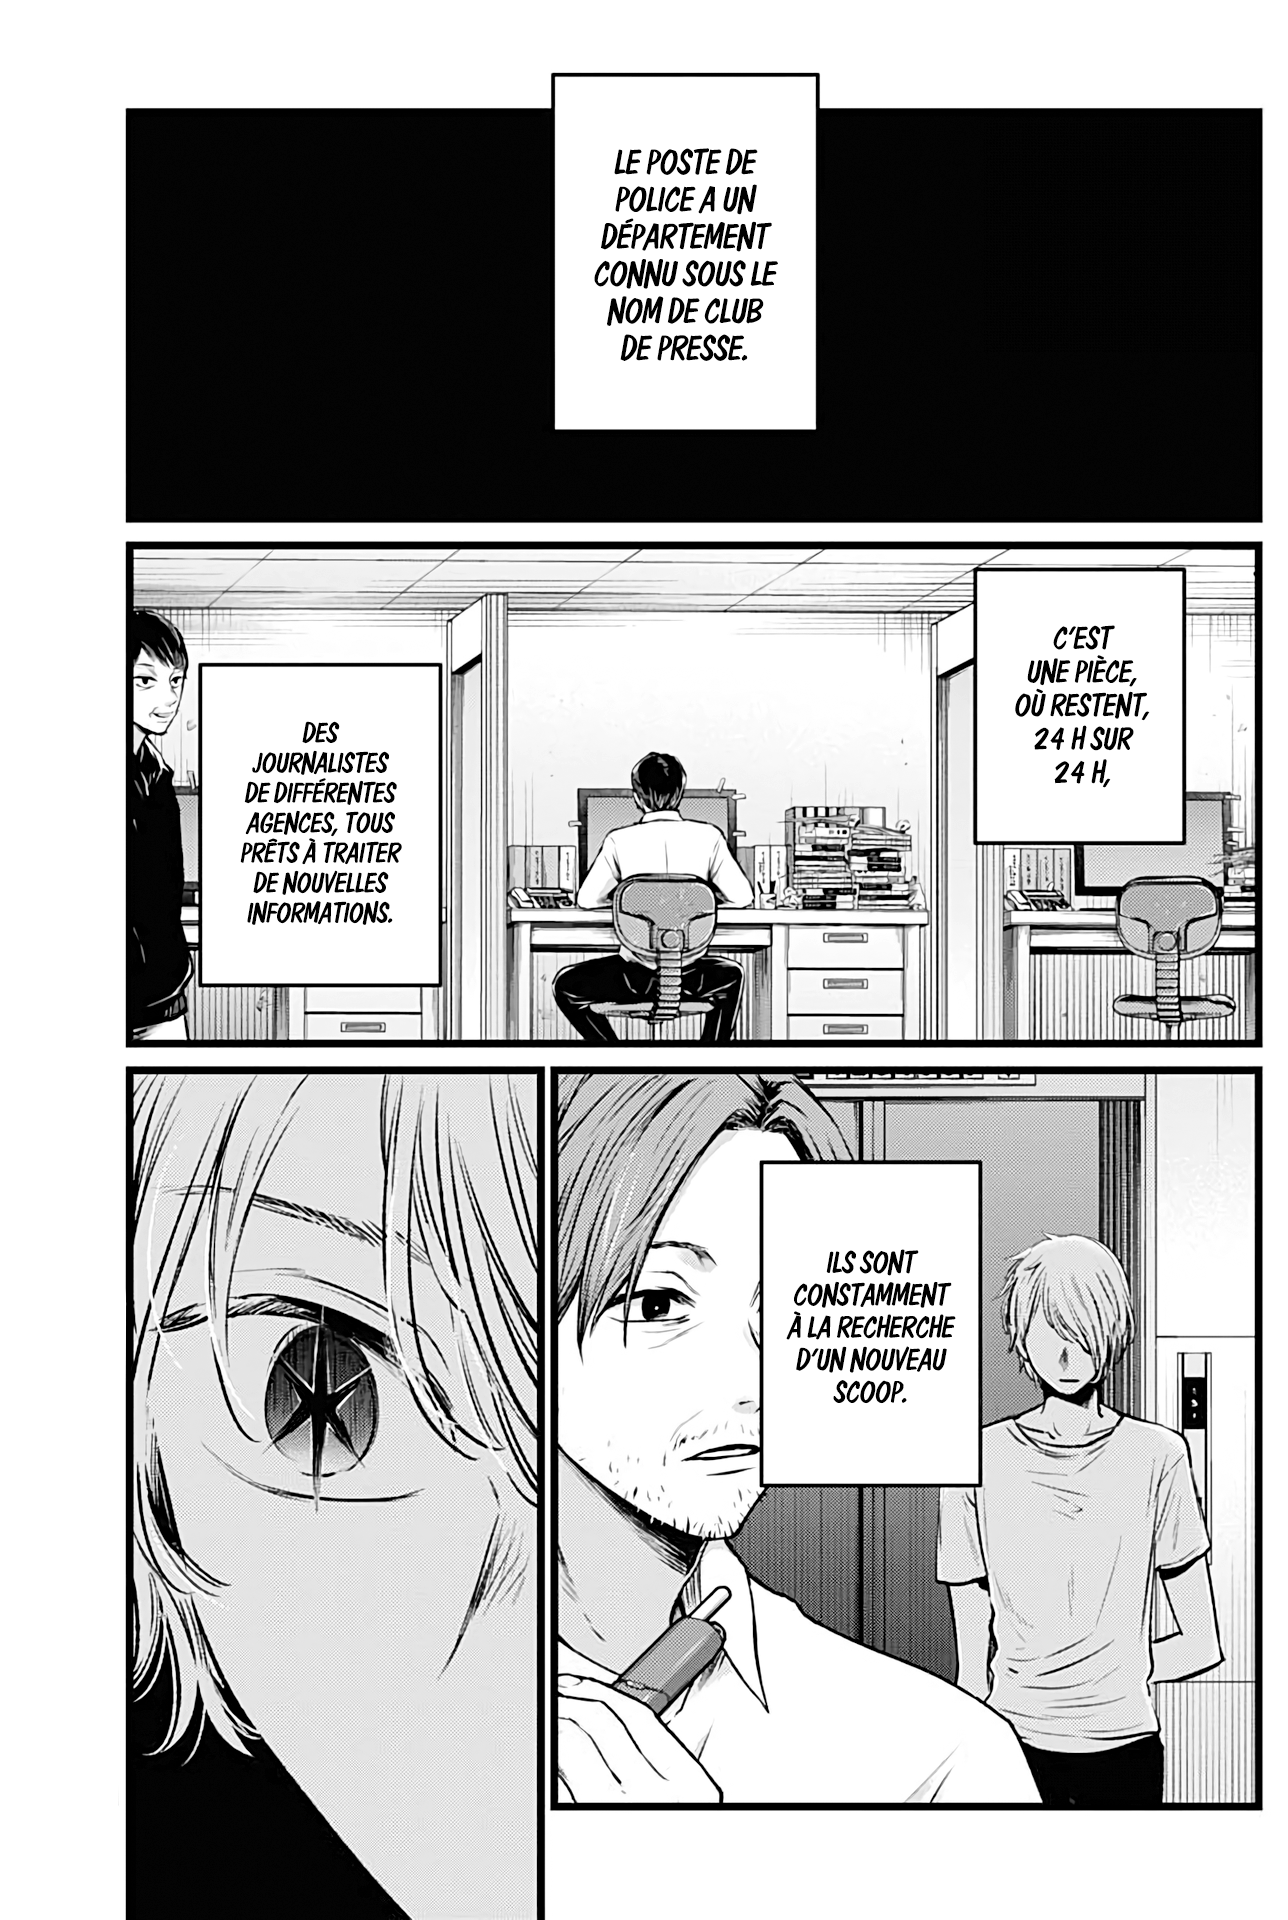 LE POSTE DE
POLICE A UN
DÉPARTEMENT
CONNU SOUS LE
NOM DE CLUB
DE PRESSE.
C'EST
UNE PIÈCE,
OÙ RESTENT,
24 H SUR
24 H,
DES
JOURNALISTES
DE DIFFÉRENTES
AGENCES, TOUS
PRÊTS À TRAITER
DE NOUVELLES
INFORMATIONS.
ILS SONT
CONSTAMMENT
À LA RECHERCHE
D'UN NOUVEAU
SCOOP.